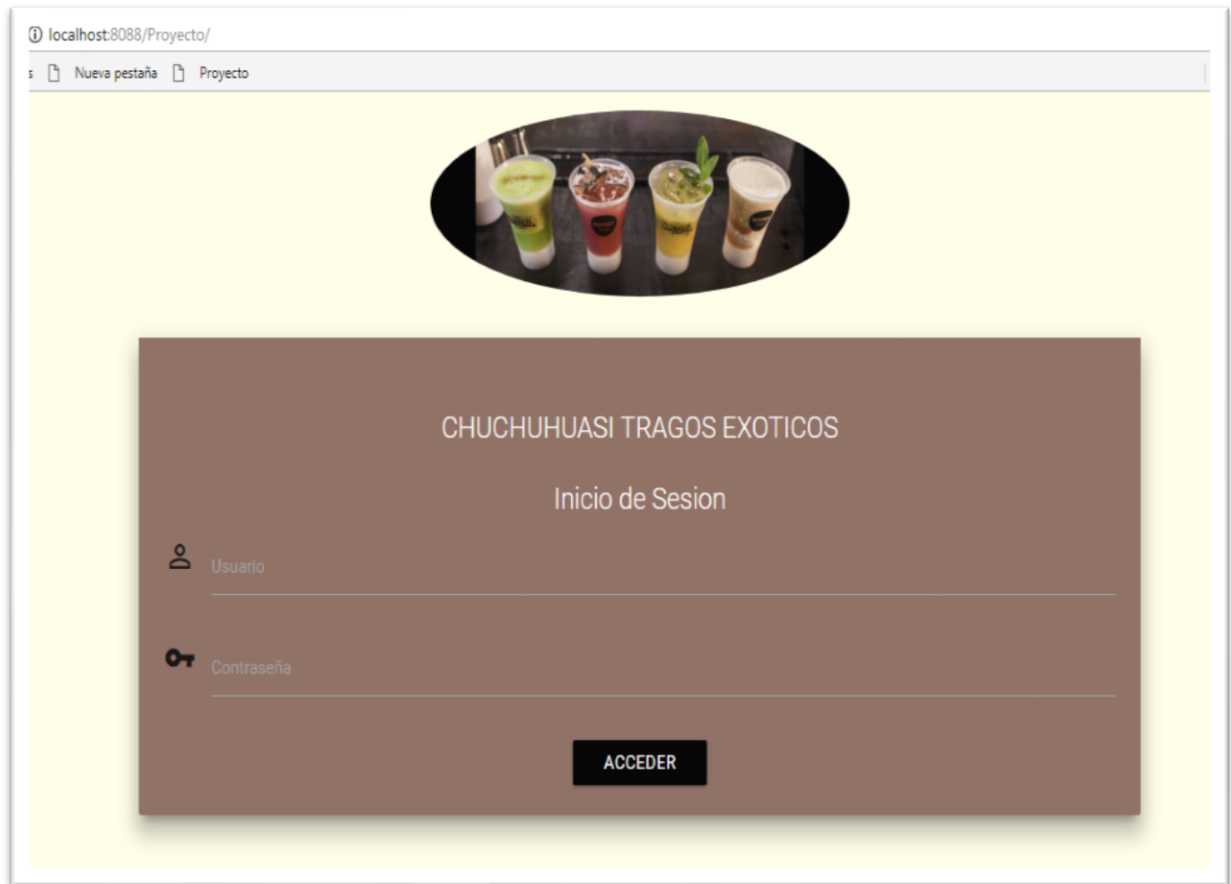 localhost:8088/Proyecto/
s Nueva pestaña Proyecto
CHUCHUHUASI TRAGOS EXOTICOS
Inicio de Sesion
Usuario
Contraseña
ACCEDER